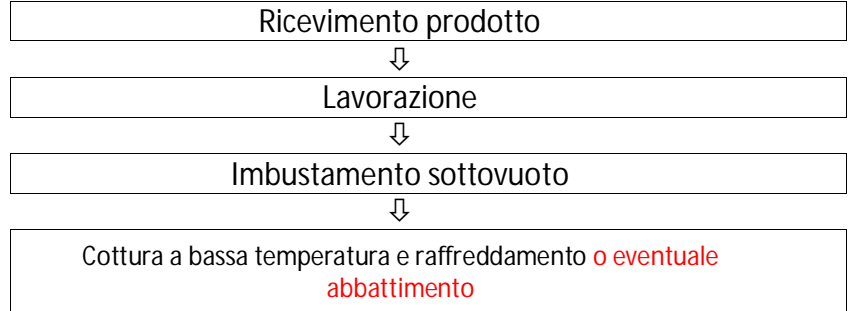 Ricevimento prodotto
⇩
Lavorazione
⇩
Imbustamento sottovuoto
⇩
Cottura a bassa temperatura e raffreddamento o eventuale
abbattimento